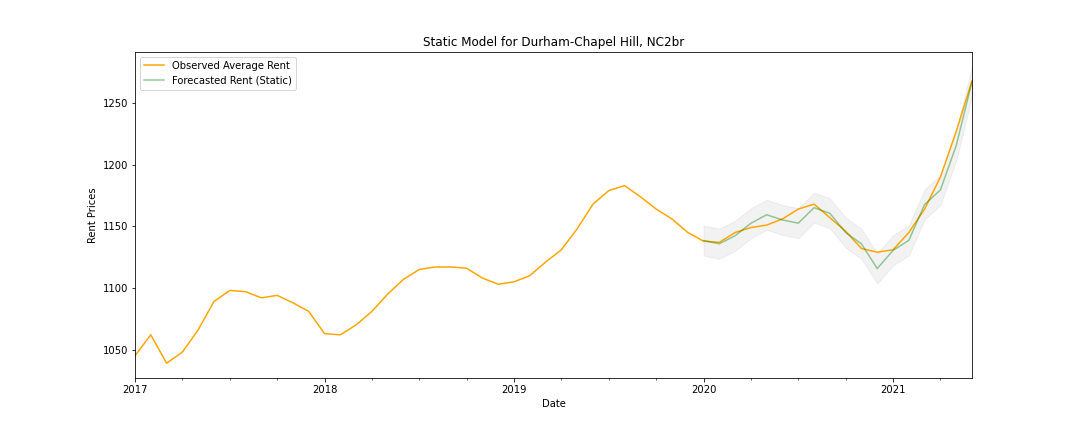 Static Model for Durham-Chapel Hill, NC2br
Observed Average Rent
Forecasted Rent (Static)
Rent Prices
1250
1200
1150
1100
1050
2017
2018
2019
2020
2021
Date